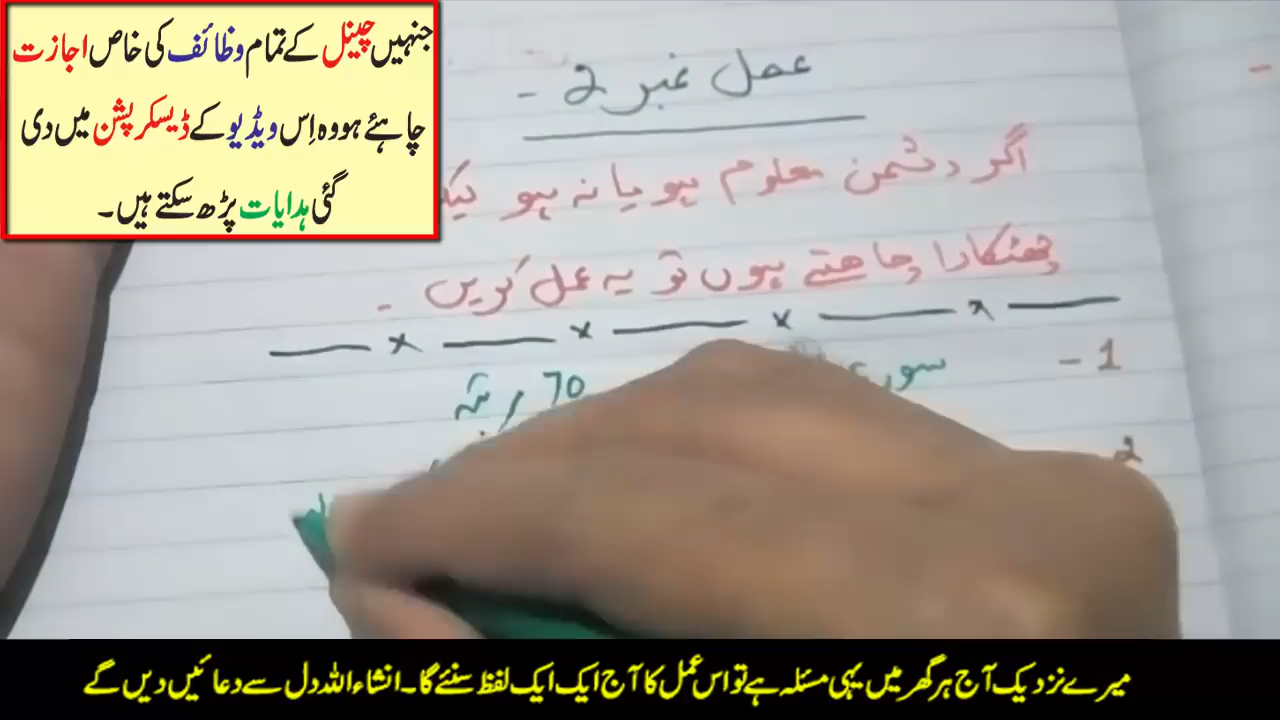 جنہیں چینل کے تمام وظائف کی خاص اجازت
چاہئے ہو وہ اِس ویڈیو کے ڈیسکرپشن میں دی
گئی ہدایات پڑھ سکتے ہیں۔
عمل نمبر 2 -
اگر دشمن معلوم ہو یا نہ ہو
چھٹکارا چاہتے ہوں تو یہ عمل کریں -
1 -
70 مرتبہ
2
میرے نزدیک آج ہر گھر میں یہی مسئلہ ہے تو اس عمل کا آج ایک ایک لفظ سنئے گا۔ انشاءاللہ دل سے دعائیں دیں گے